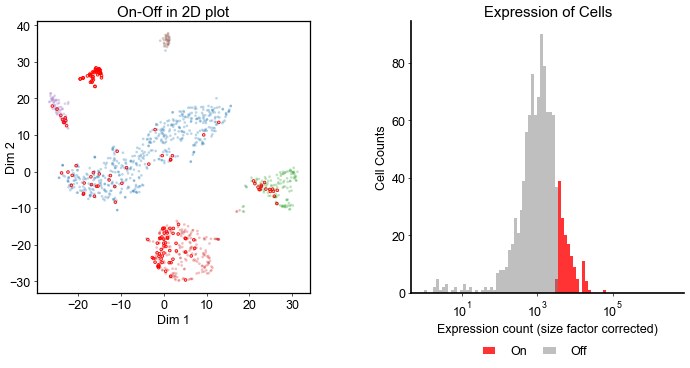 On-Off in 2D plot
Dim 2
40
30
20
10
0
−10
−20
−30
−20 −10 0 10 20 30
Dim 1
Expression of Cells
Cell Counts
80
60
40
20
0
10^1 10^3 10^5
Expression count (size factor corrected)
On Off